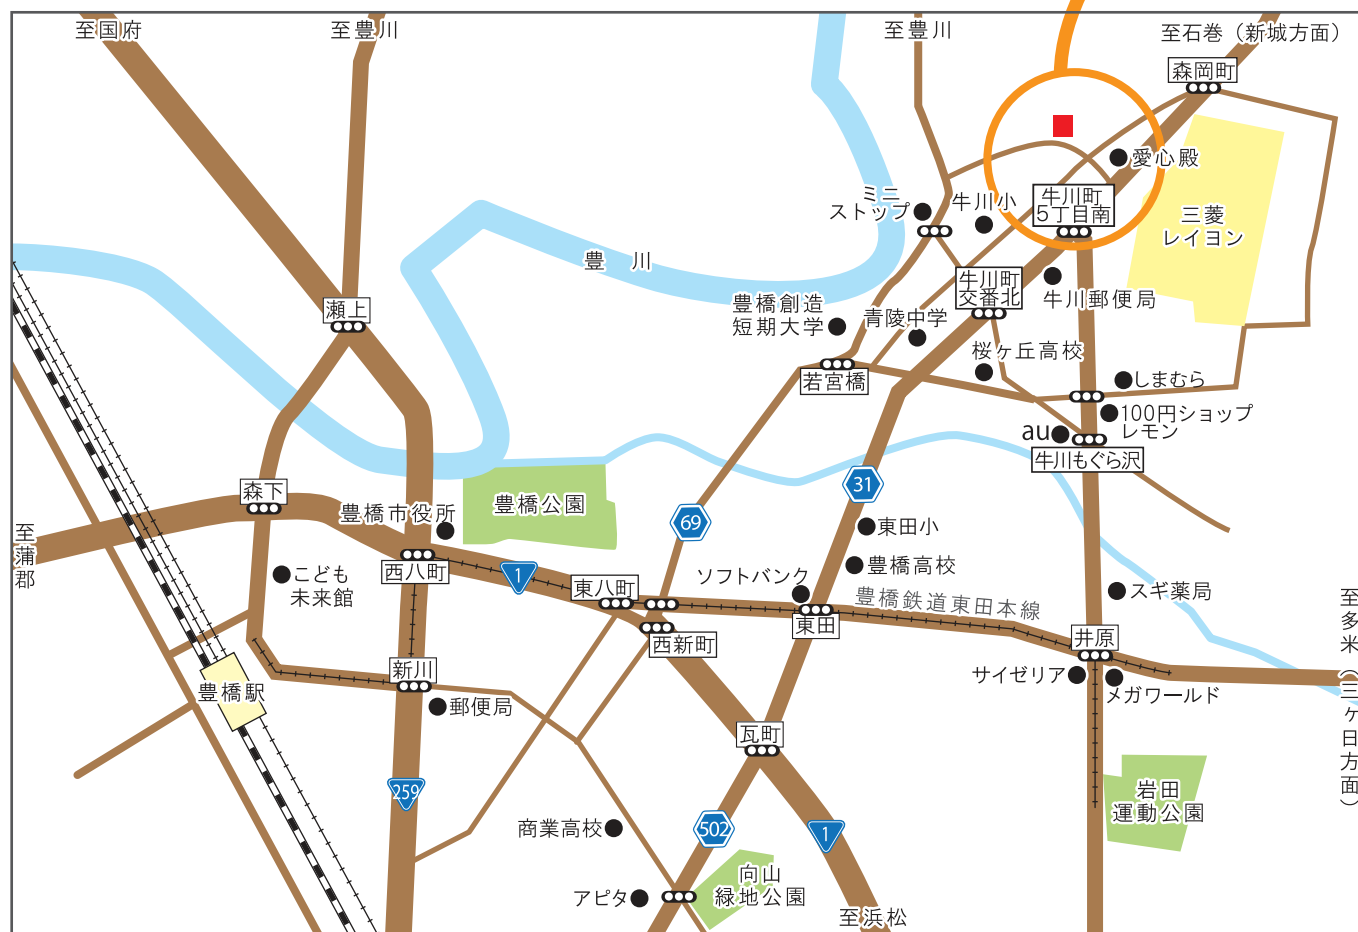 至国府
至豊川
至豊川
至石巻（新城方面）
森岡町
愛心殿
ミニ
ストップ
牛川小
牛川町
5丁目南
三菱
レイヨン
豊　川
牛川町
交番北
牛川郵便局
瀬上
豊橋創造
短期大学
青陵中学
桜ヶ丘高校
若宮橋
しまむら
100円ショップ
レモン
au
牛川もぐら沢
森下
豊橋市役所
豊橋公園
31
69
東田小
至蒲郡
西八町
1
東八町
ソフトバンク
豊橋高校
こども
未来館
豊橋鉄道東田本線
スギ薬局
東田
西新町
井原
至多米（三ヶ日方面）
新川
サイゼリア
メガワールド
豊橋駅
郵便局
瓦町
259
岩田
運動公園
商業高校
502
1
向山
緑地公園
アピタ
至浜松